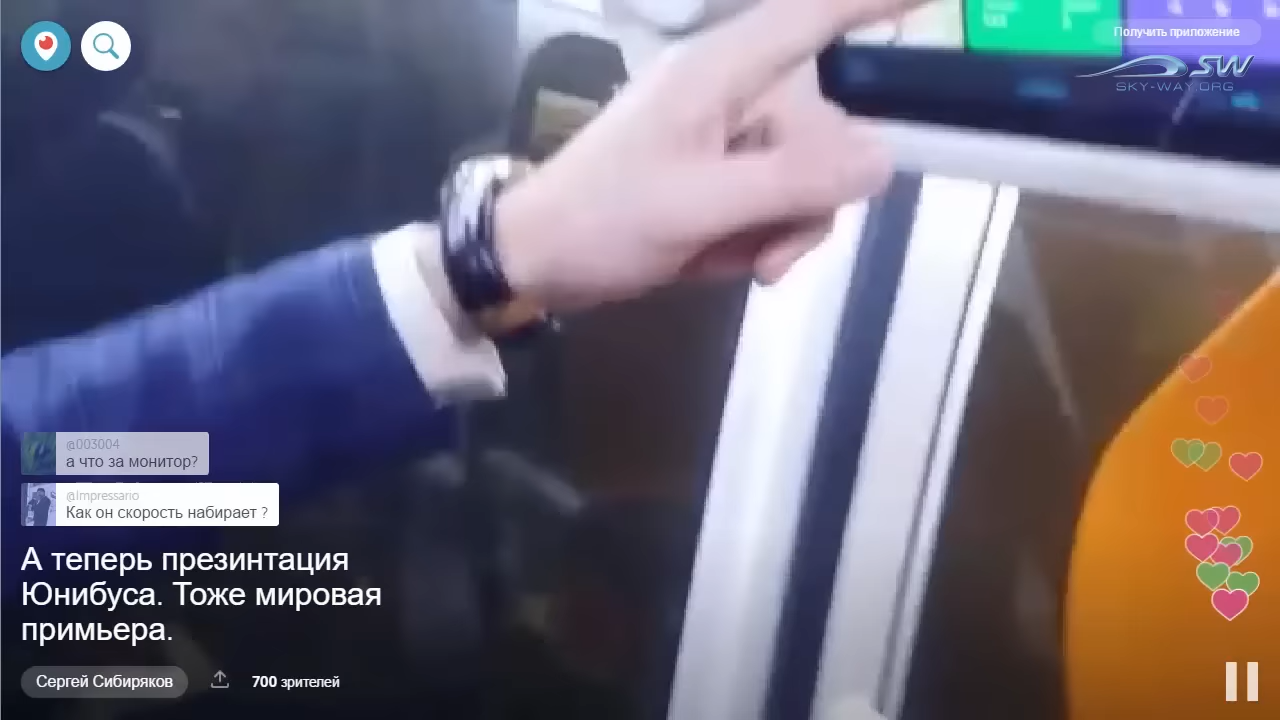 Получить приложение
SW
SKY-WAY.ORG
@003004
а что за монитор?
@Impressario
Как он скорость набирает ?
А теперь презинтация
Юнибуса. Тоже мировая
примьера.
Сергей Сибиряков
700 зрителей